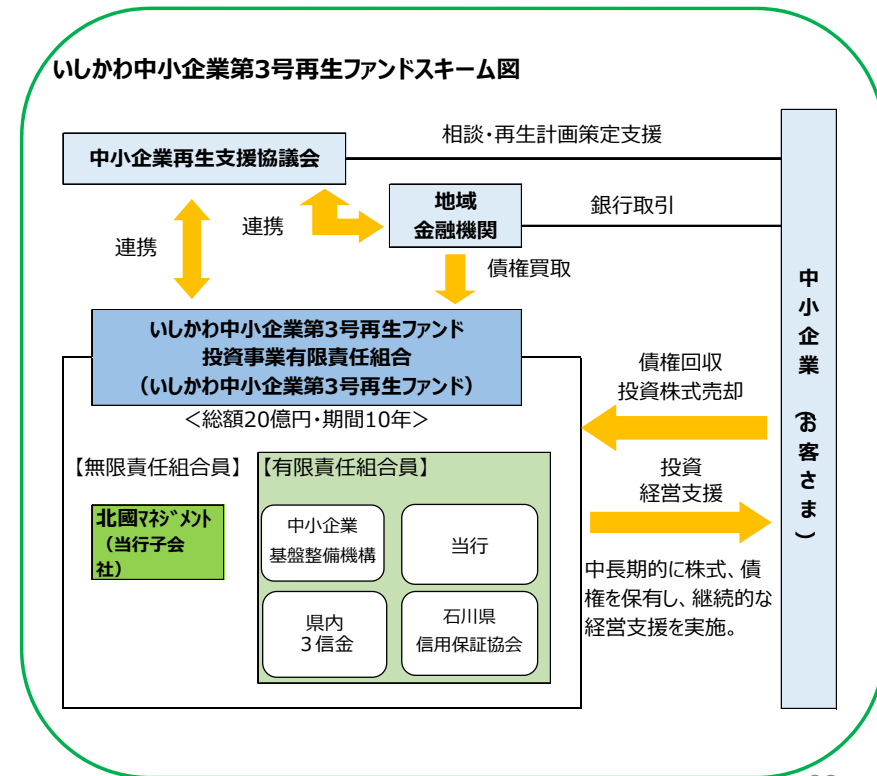 いしかわ中小企業第3号再生ファンドスキーム図
相談・再生計画策定支援
中小企業再生支援協議会
地域
金融機関
銀行取引
連携
連携
債権買取
いしかわ中小企業第3号再生ファンド
投資事業有限責任組合
（いしかわ中小企業第3号再生ファンド）
＜総額20億円・期間10年＞
【無限責任組合員】
【有限責任組合員】
北國ﾏﾈｼﾞﾒﾝﾄ
（当行子会
社）
中小企業
基盤整備機構
当行
県内
３信金
石川県
信用保証協会
債権回収
投資株式売却
投資
経営支援
中長期的に株式、債
権を保有し、継続的な
経営支援を実施。
中小企業（お客さま）